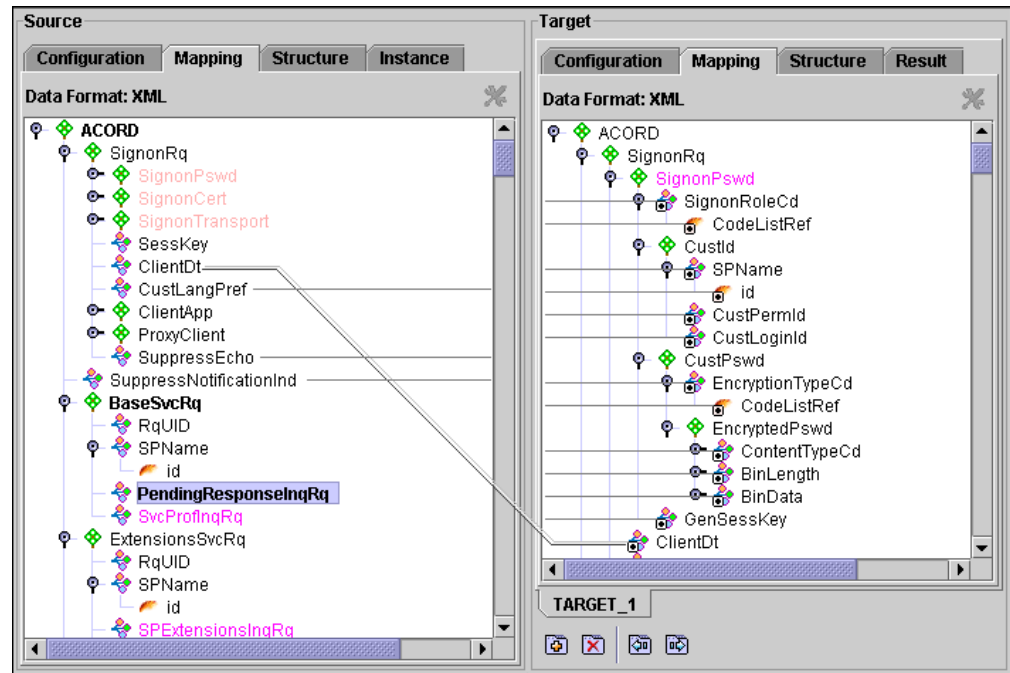 Source
Configuration Mapping Structure Instance
Data Format: XML
ACORD
SignonRq
SignonPswd
SignonCert
SignonTransport
SessKey
ClientDt
CustLangPref
ClientApp
ProxyClient
SuppressEcho
SuppressNotificationInd
BaseSvcRq
RqUID
SPName
id
PendingResponseInqRq
SvcProfInqRq
ExtensionsSvcRq
RqUID
SPName
id
SPExtensionsInqRq
Target
Configuration Mapping Structure Result
Data Format: XML
ACORD
SignonRq
SignonPswd
SignonRoleCd
CodeListRef
CustId
SPName
id
CustPermId
CustLoginId
CustPswd
EncryptionTypeCd
CodeListRef
EncryptedPswd
ContentTypeCd
BinLength
BinData
GenSessKey
ClientDt
TARGET_1